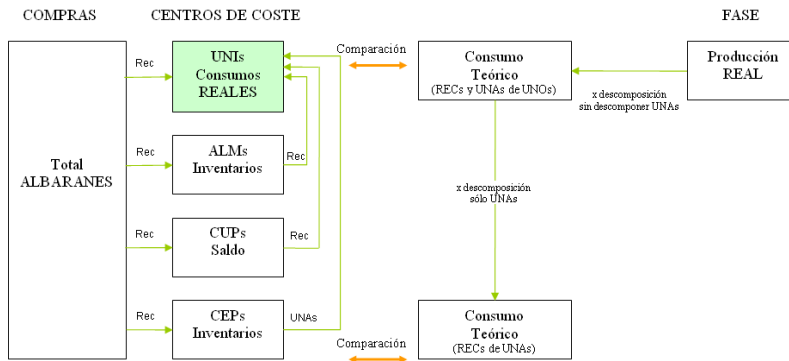 COMPRAS
CENTROS DE COSTE
FASE
Total
ALBARANES
Rec
UNIs
Consumos
REALES
Rec
ALMs
Inventarios
Rec
Rec
CUPs
Saldo
Rec
Rec
CEPs
Inventarios
UNAs
Comparación
Consumo
Teórico
(RECs y UNAs de UNOs)
x descomposición
sin descomponer UNAs
Producción
REAL
x descomposición
sólo UNAs
Comparación
Consumo
Teórico
(RECs de UNAs)